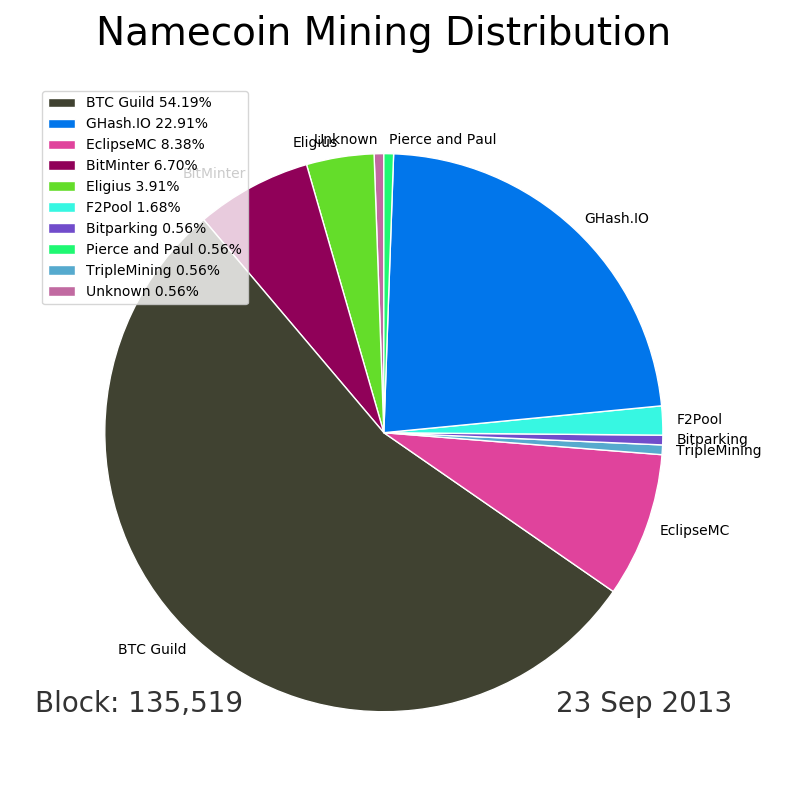 Namecoin Mining Distribution
BTC Guild 54.19%
GHash.IO 22.91%
EclipseMC 8.38%
BitMinter 6.70%
Eligius 3.91%
F2Pool 1.68%
Bitparking 0.56%
Pierce and Paul 0.56%
TripleMining 0.56%
Unknown 0.56%
BitMinter
Eligius
Unknown
Pierce and Paul
GHash.IO
F2Pool
Bitparking
TripleMining
EclipseMC
BTC Guild
Block: 135,519
23 Sep 2013